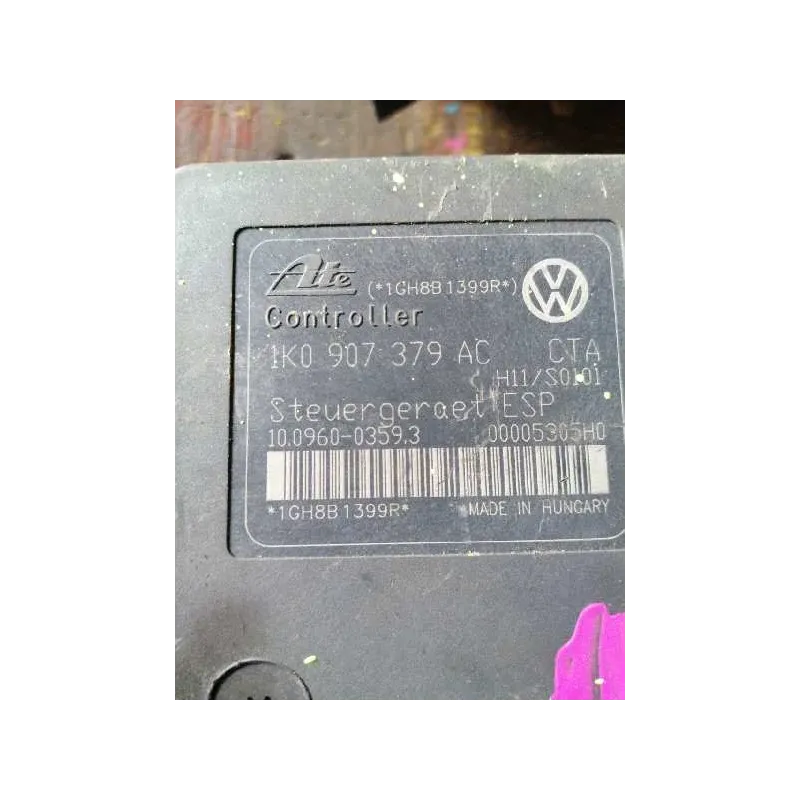 Ate (*1GH8B1399R*)
Controller
1K0 907 379 AC CTA
H11/S0101
Steuergeraet ESP
10.0960-0359.3 00005305H0
*1GH8B1399R* MADE IN HUNGARY